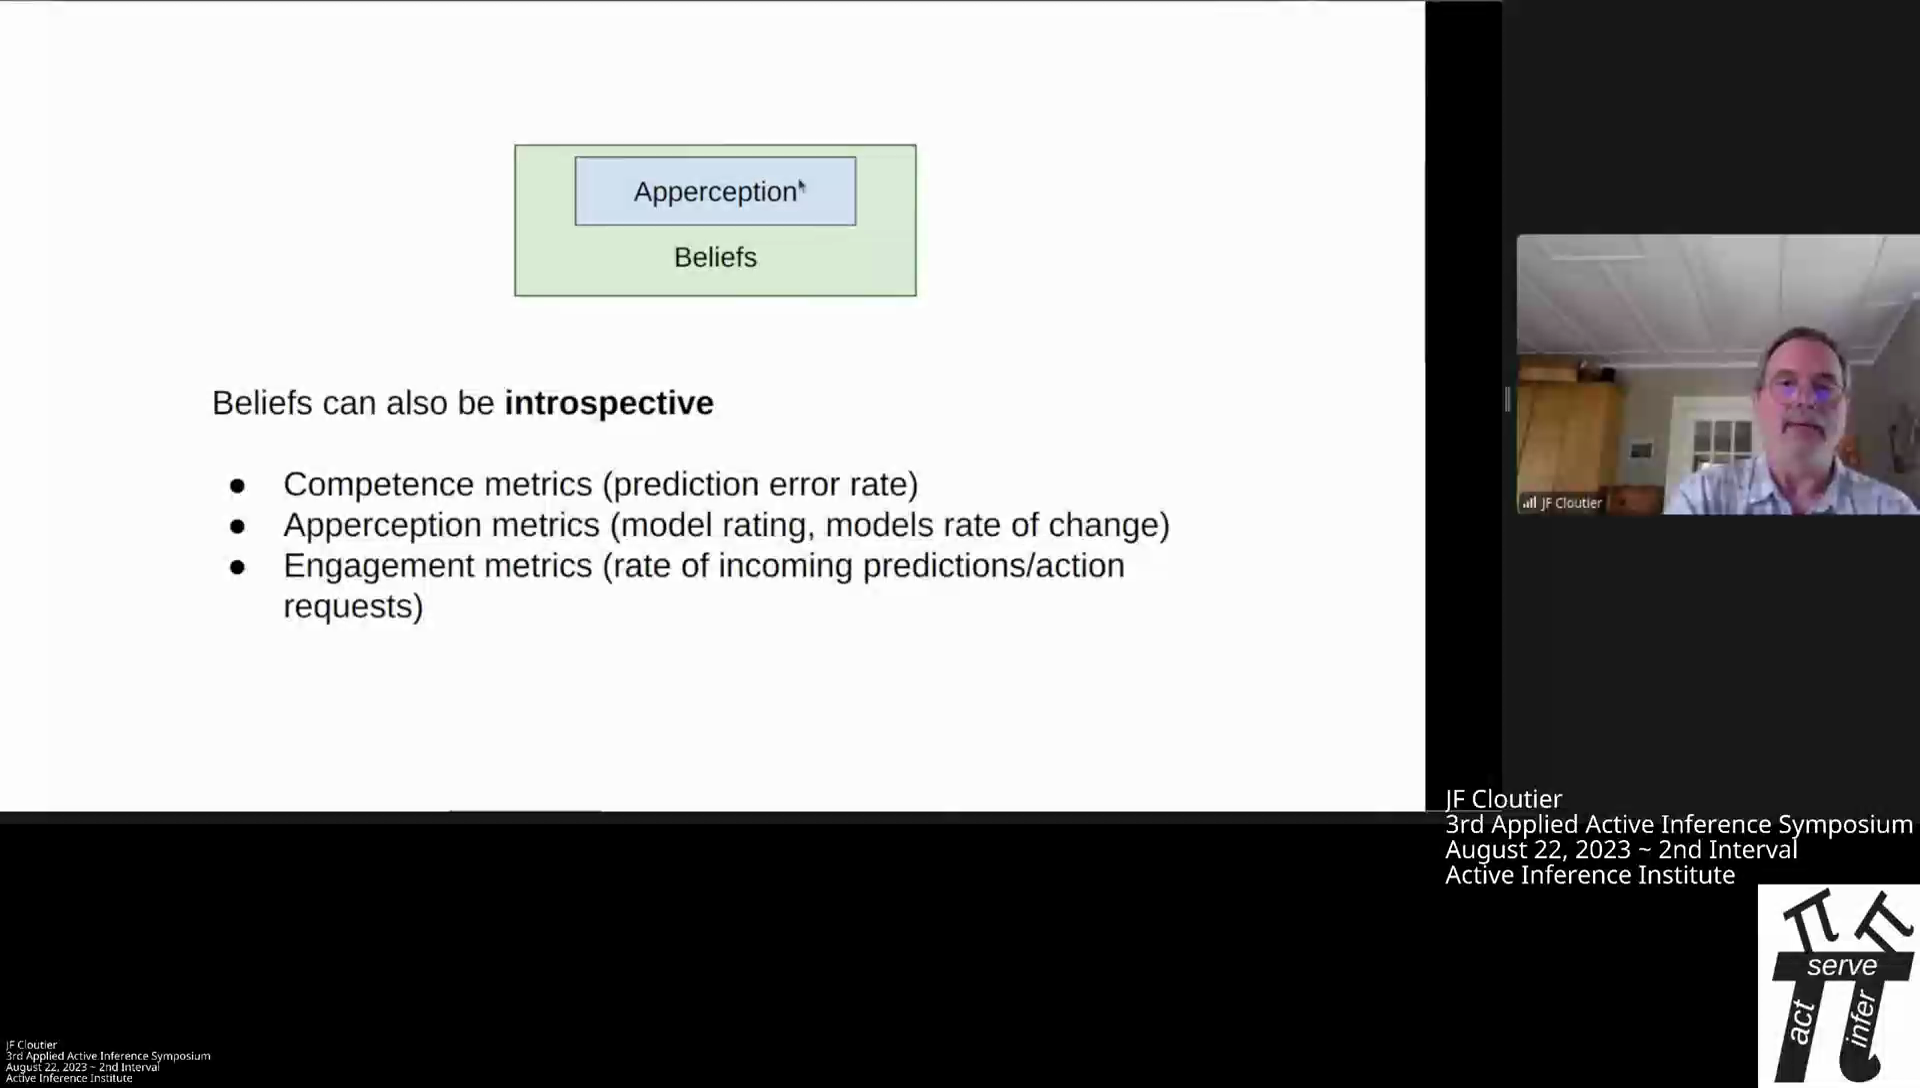 Apperception
Beliefs
Beliefs can also be introspective
● Competence metrics (prediction error rate)
● Apperception metrics (model rating, models rate of change)
● Engagement metrics (rate of incoming predictions/action
requests)
JF Cloutier
JF Cloutier
3rd Applied Active Inference Symposium
August 22, 2023 ~ 2nd Interval
Active Inference Institute
serve
act
infer
JF Cloutier
3rd Applied Active Inference Symposium
August 22, 2023 ~ 2nd Interval
Active Inference Institute